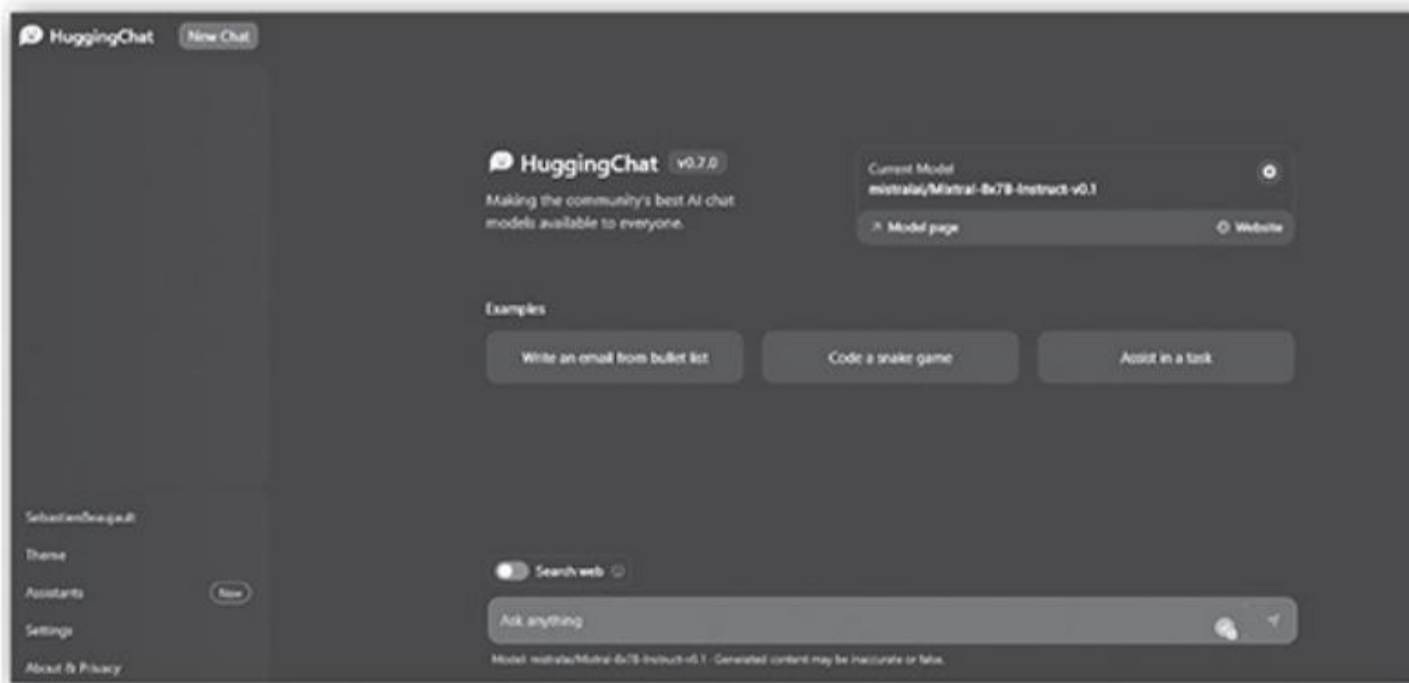 HuggingChat New Chat
HuggingChat v0.7.0
Making the community's best AI chat
models available to everyone.
Current Model
mistralai/Mixtral-8x7B-Instruct-v0.1
Model page Website
Examples
Write an email from bullet list Code a snake game Assist in a task
SebastienBeaujault
Theme
Assistants New
Settings
About & Privacy
Search web
Ask anything
Model: mistralai/Mixtral-8x7B-Instruct-v0.1 · Generated content may be inaccurate or false.